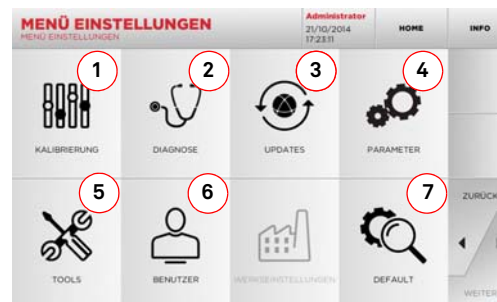 MENÜ EINSTELLUNGEN
MENÜ EINSTELLUNGEN
Administrator
21/10/2014
17:23:11
HOME
INFO
1
2
3
4
KALIBRIERUNG
DIAGNOSE
UPDATES
PARAMETER
5
6
7
ZURÜCK
TOOLS
BENUTZER
WERKSEINSTELLUNGEN
DEFAULT
WEITER